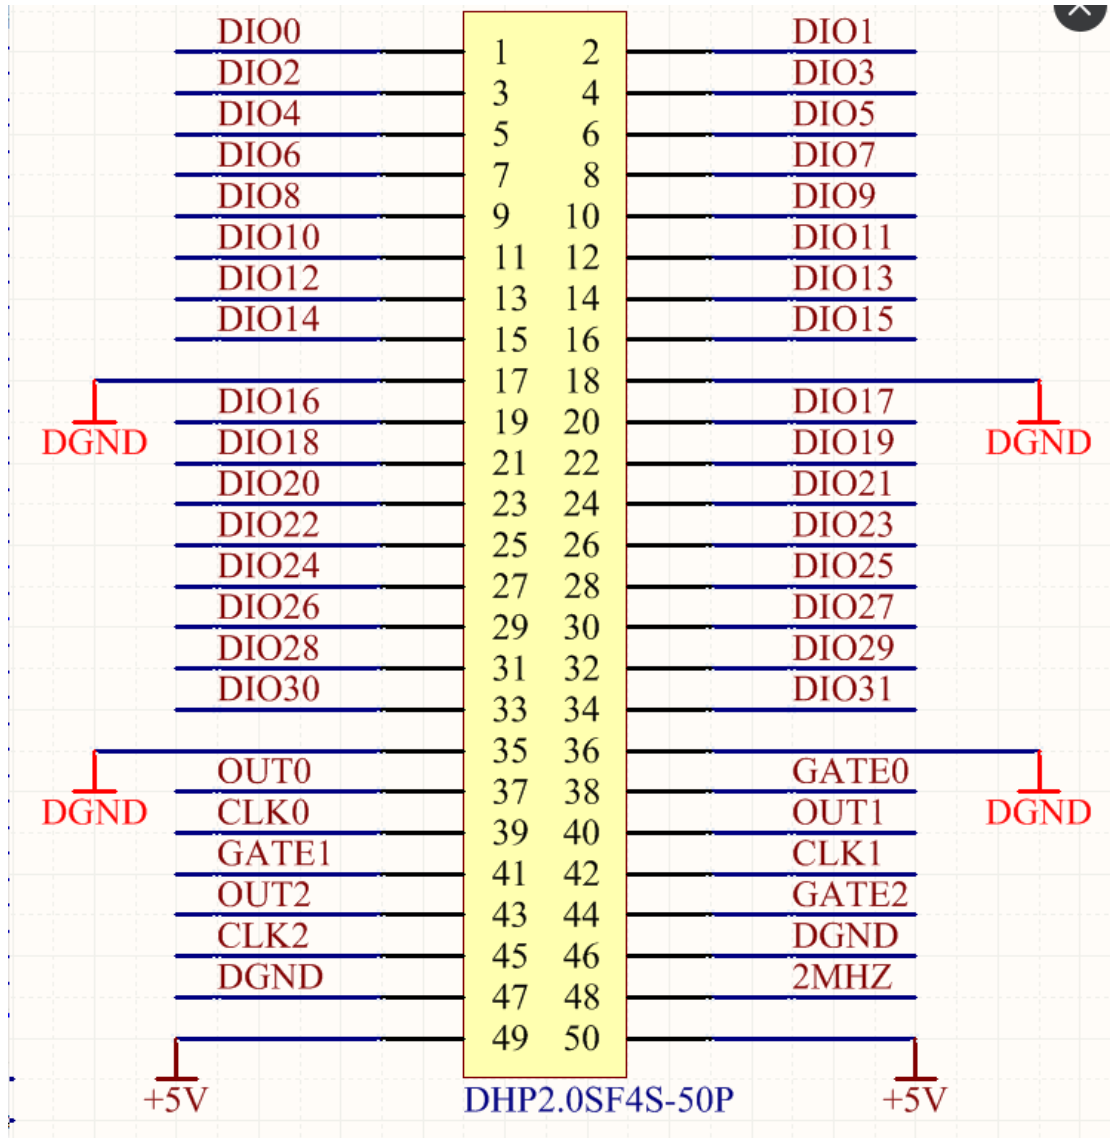 DIO0 1 2 DIO1
DIO2 3 4 DIO3
DIO4 5 6 DIO5
DIO6 7 8 DIO7
DIO8 9 10 DIO9
DIO10 11 12 DIO11
DIO12 13 14 DIO13
DIO14 15 16 DIO15
DGND 17 18 DGND
DIO16 19 20 DIO17
DIO18 21 22 DIO19
DIO20 23 24 DIO21
DIO22 25 26 DIO23
DIO24 27 28 DIO25
DIO26 29 30 DIO27
DIO28 31 32 DIO29
DIO30 33 34 DIO31
DGND 35 36 DGND
OUT0 37 38 GATE0
CLK0 39 40 OUT1
GATE1 41 42 CLK1
OUT2 43 44 GATE2
CLK2 45 46 DGND
DGND 47 48 2MHZ
49 50
+5V DHP2.0SF4S-50P +5V